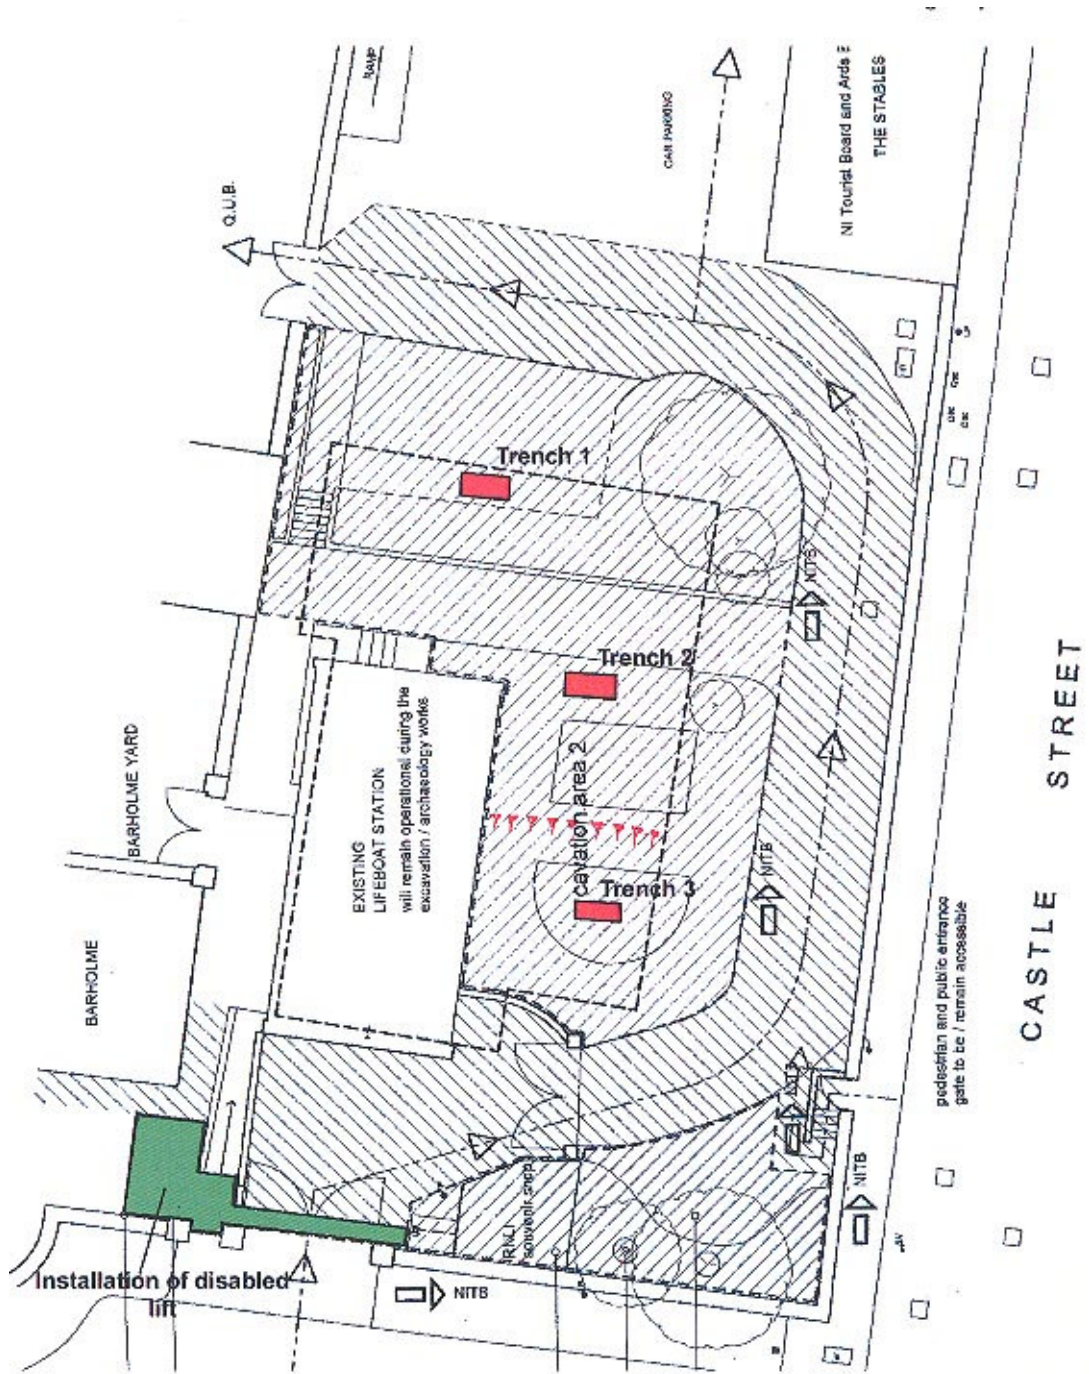 RAMP
Q.U.B.
CAR PARKING
NI Tourist Board and Ards B
THE STABLES
Trench 1
NITB
Trench 2
BARHOLME YARD
EXISTING
LIFEBOAT STATION
will remain operational during the
excavation / archaeology works
cavation area 2
Trench 3
NITB
BARHOLME
pedestrian and public entrance
gate to be / remain accessible
CASTLE STREET
NITB
RNLI
souvenir shop
NITB
Installation of disabled
lift
NITB